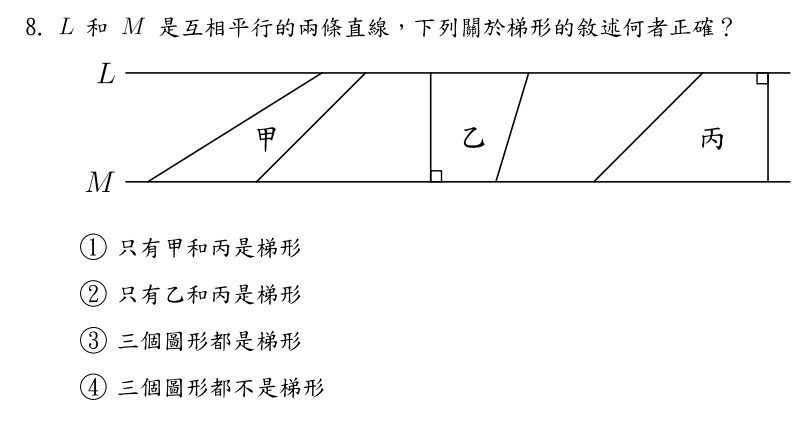 8. L 和 M 是互相平行的兩條直線，下列關於梯形的敘述何者正確？
L
甲 乙 丙
M
① 只有甲和丙是梯形
② 只有乙和丙是梯形
③ 三個圖形都是梯形
④ 三個圖形都不是梯形